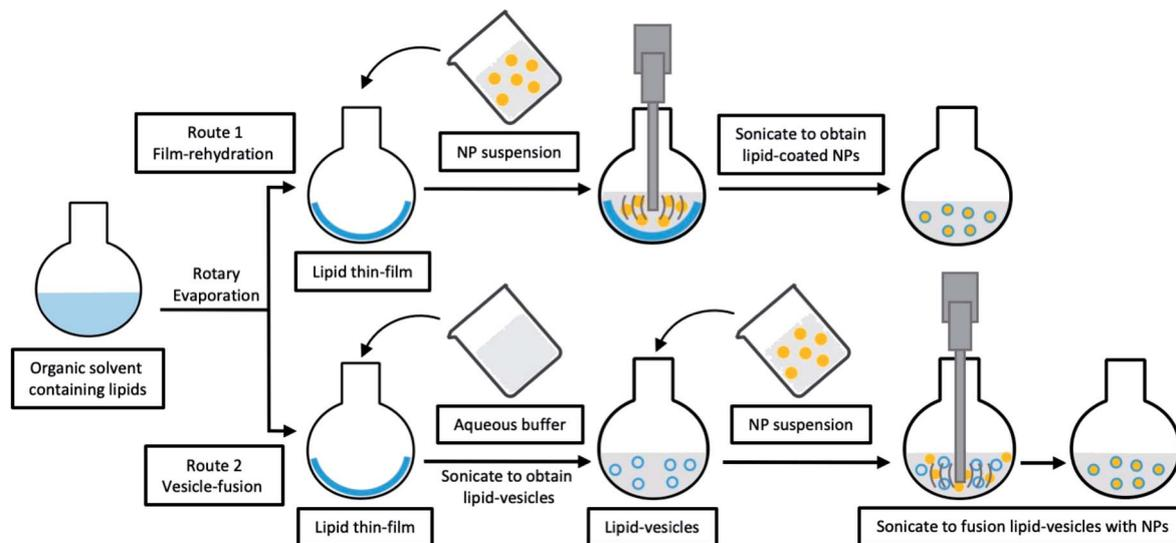 Organic solvent
containing lipids
Rotary
Evaporation
Route 1
Film-rehydration
Lipid thin-film
NP suspension
Sonicate to obtain
lipid-coated NPs
Route 2
Vesicle-fusion
Lipid thin-film
Aqueous buffer
Sonicate to obtain
lipid-vesicles
Lipid-vesicles
NP suspension
Sonicate to fusion lipid-vesicles with NPs